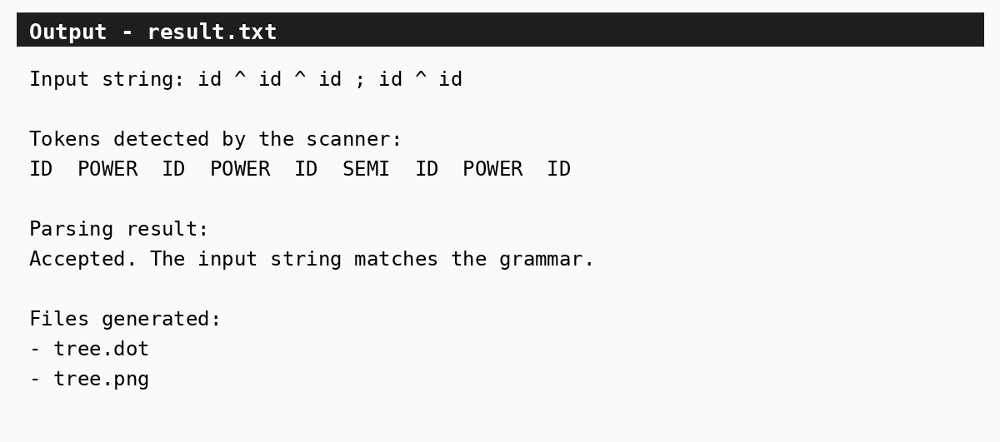 Output - result.txt
Input string: id ^ id ^ id ; id ^ id
Tokens detected by the scanner:
ID  POWER  ID  POWER  ID  SEMI  ID  POWER  ID
Parsing result:
Accepted. The input string matches the grammar.
Files generated:
- tree.dot
- tree.png